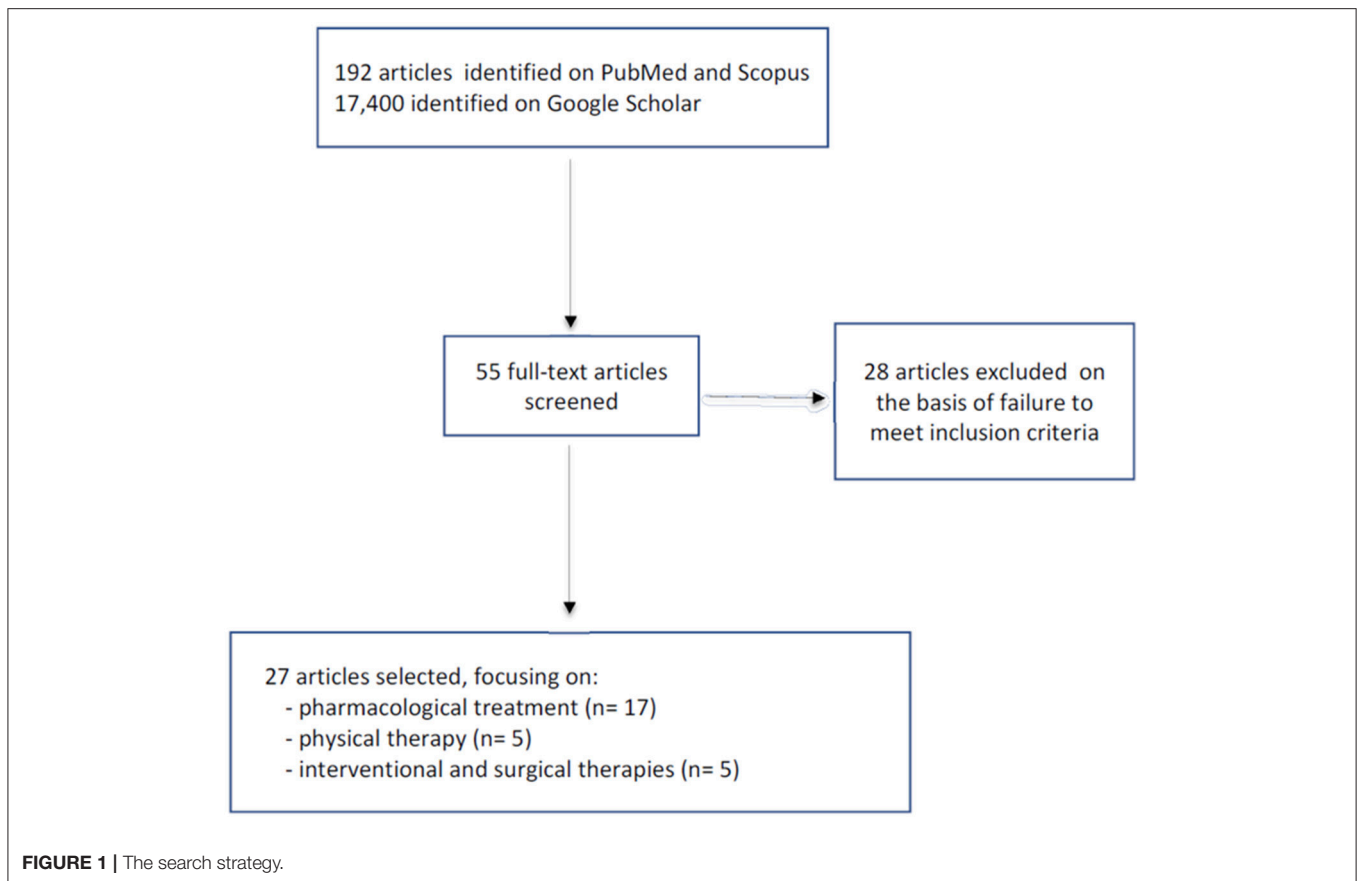 192 articles identified on PubMed and Scopus
17,400 identified on Google Scholar
55 full-text articles
screened
28 articles excluded on
the basis of failure to
meet inclusion criteria
27 articles selected, focusing on:
- pharmacological treatment (n= 17)
- physical therapy (n= 5)
- interventional and surgical therapies (n= 5)
FIGURE 1 | The search strategy.